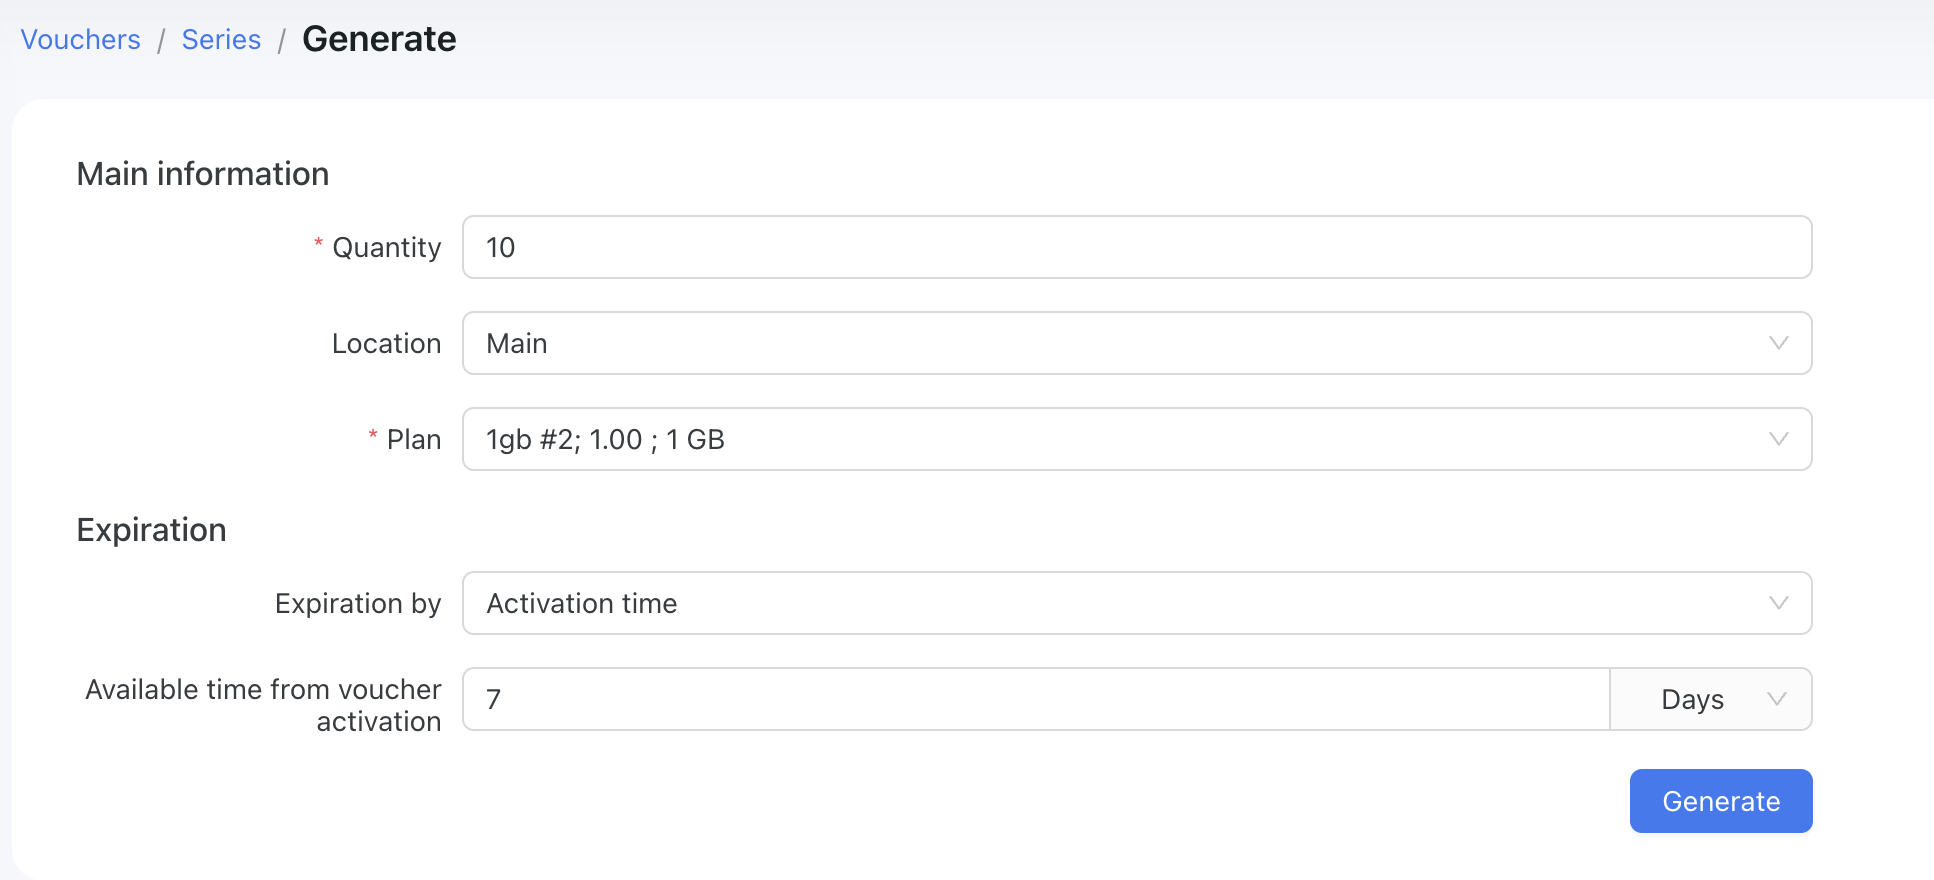 Vouchers / Series / Generate
Main information
* Quantity 10
Location Main
* Plan 1gb #2; 1.00 ; 1 GB
Expiration
Expiration by Activation time
Available time from voucher
activation 7 Days
Generate